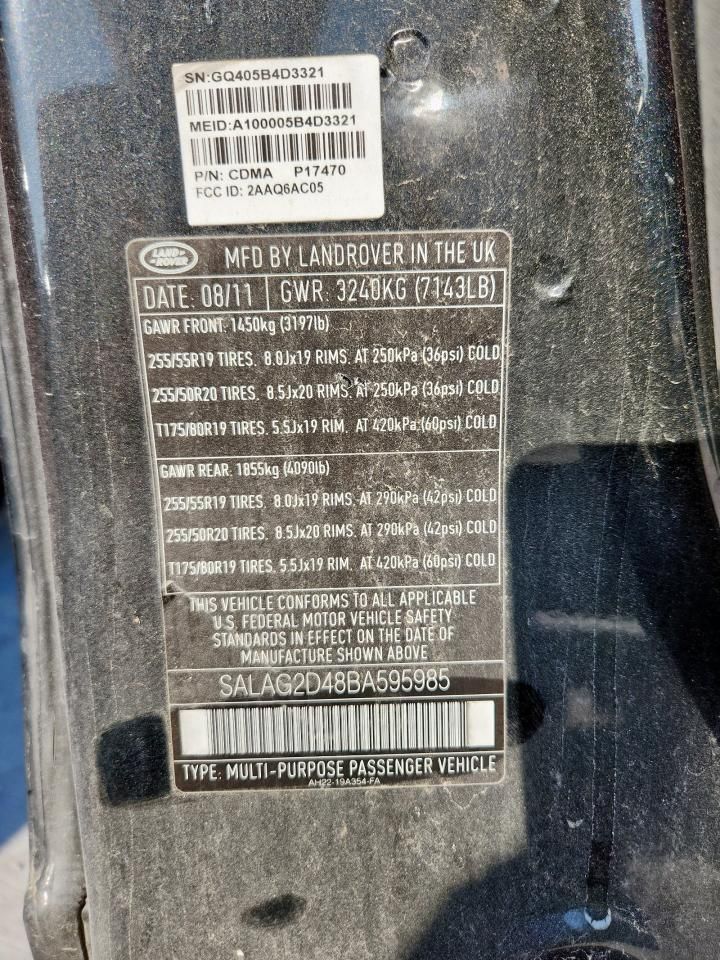 SN:GQ405B4D3321
MEID:A100005B4D3321
P/N: CDMA P17470
FCC ID: 2AAQ6AC05
LAND ROVER
MFD BY LANDROVER IN THE UK
DATE: 08/11 GWR: 3240KG (7143LB)
GAWR FRONT. 1450kg (3197lb)
255/55R19 TIRES. 8.0Jx19 RIMS. AT 250kPa (36psi) COLD
255/50R20 TIRES. 8.5Jx20 RIMS. AT 250kPa (36psi) COLD
T175/80R19 TIRES. 5.5Jx19 RIM. AT 420kPa (60psi) COLD
GAWR REAR. 1855kg (4090lb)
255/55R19 TIRES. 8.0Jx19 RIMS. AT 290kPa (42psi) COLD
255/50R20 TIRES. 8.5Jx20 RIMS. AT 290kPa (42psi) COLD
T175/80R19 TIRES. 5.5Jx19 RIM. AT 420kPa (60psi) COLD
THIS VEHICLE CONFORMS TO ALL APPLICABLE
U.S. FEDERAL MOTOR VEHICLE SAFETY
STANDARDS IN EFFECT ON THE DATE OF
MANUFACTURE SHOWN ABOVE
SALAG2D48BA595985
TYPE: MULTI-PURPOSE PASSENGER VEHICLE
AH22-19A354-FA